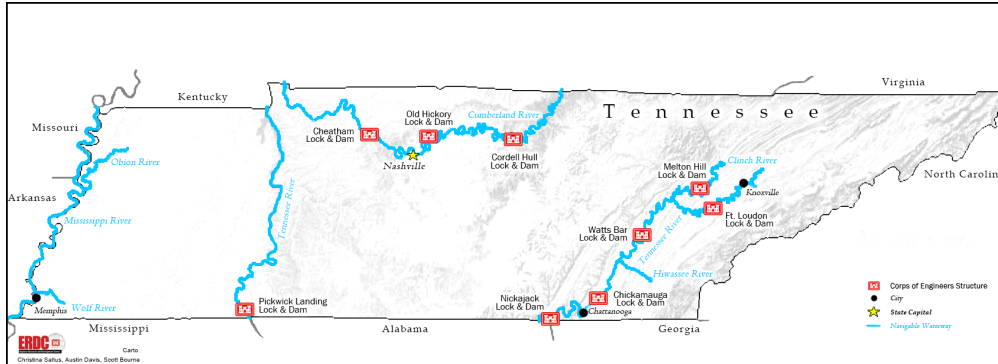 Virginia
Kentucky
Tennessee
Missouri
Old Hickory
Lock & Dam
Cumberland River
Cheatham
Lock & Dam
Nashville
Cordell Hull
Lock & Dam
Obion River
Melton Hill
Lock & Dam
Clinch River
North Carolina
Arkansas
Knoxville
Mississippi River
Tennessee River
Ft. Loudon
Lock & Dam
Watts Bar
Lock & Dam
Tennessee River
Hiwassee River
Corps of Engineers Structure
City
State Capital
Navigable Waterway
Nickajack
Lock & Dam
Chickamauga
Lock & Dam
Chattanooga
Pickwick Landing
Lock & Dam
Memphis
Wolf River
Mississippi
Alabama
Georgia
ERDC
Carto
Christina Saltus, Austin Davis, Scott Bourne